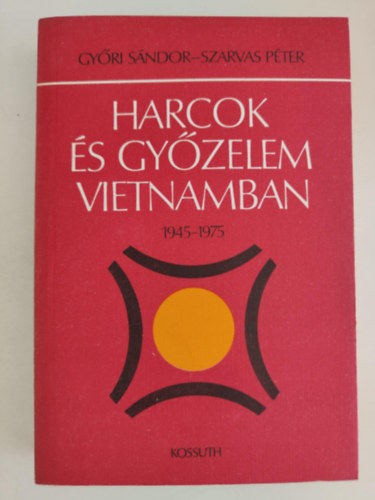 GYŐRI SÁNDOR–SZARVAS PÉTER
HARCOK
ÉS GYŐZELEM
VIETNAMBAN
1945–1975
KOSSUTH